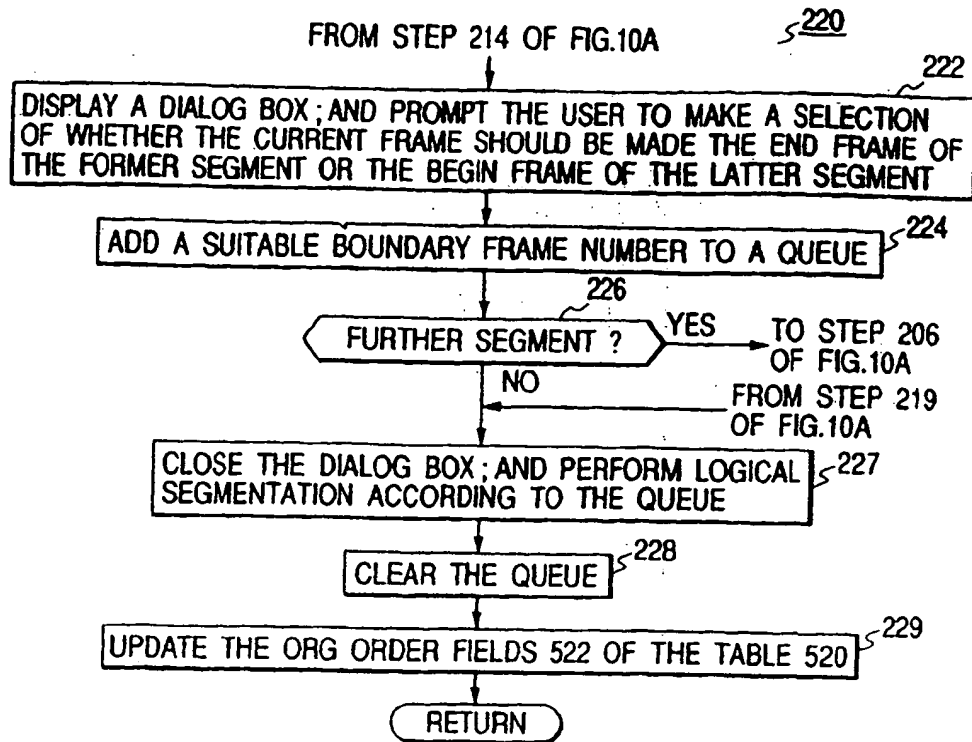 FROM STEP 214 OF FIG.10A
220
222
DISPLAY A DIALOG BOX ; AND PROMPT THE USER TO MAKE A SELECTION
OF WHETHER THE CURRENT FRAME SHOULD BE MADE THE END FRAME OF
THE FORMER SEGMENT OR THE BEGIN FRAME OF THE LATTER SEGMENT
224
ADD A SUITABLE BOUNDARY FRAME NUMBER TO A QUEUE
226
FURTHER SEGMENT ?
YES
TO STEP 206
OF FIG.10A
NO
FROM STEP 219
OF FIG.10A
CLOSE THE DIALOG BOX ; AND PERFORM LOGICAL
SEGMENTATION ACCORDING TO THE QUEUE
227
CLEAR THE QUEUE
228
UPDATE THE ORG ORDER FIELDS 522 OF THE TABLE 520
229
RETURN